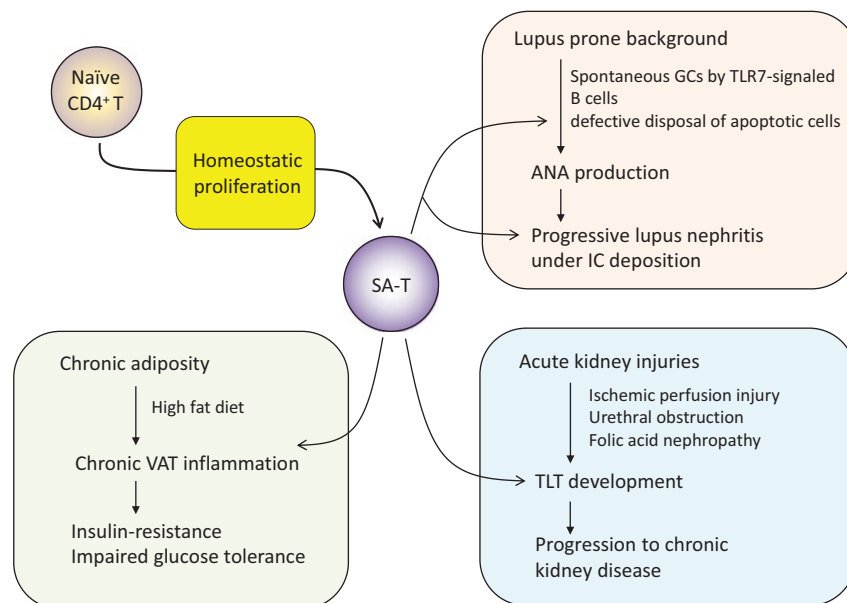 Naïve
CD4⁺ T
Homeostatic
proliferation
SA-T
Lupus prone background
Spontaneous GCs by TLR7-signaled
B cells
defective disposal of apoptotic cells
ANA production
Progressive lupus nephritis
under IC deposition
Chronic adiposity
High fat diet
Chronic VAT inflammation
Insulin-resistance
Impaired glucose tolerance
Acute kidney injuries
Ischemic perfusion injury
Urethral obstruction
Folic acid nephropathy
TLT development
Progression to chronic
kidney disease